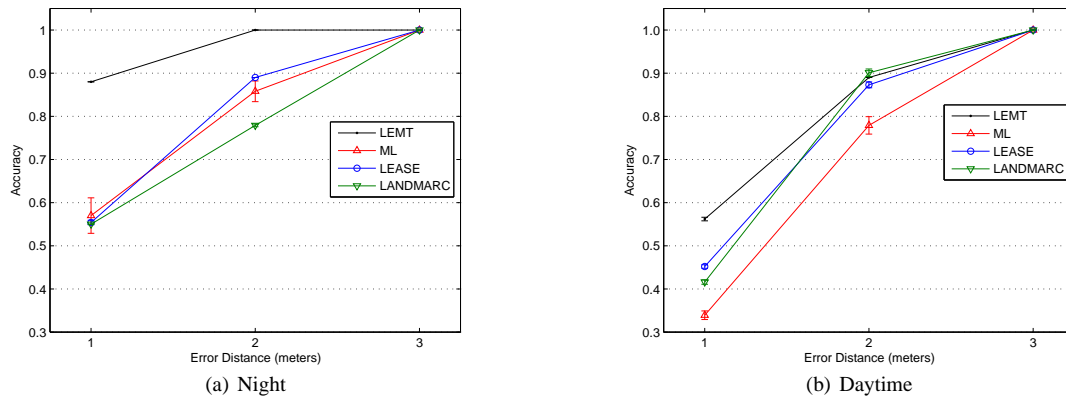 1
0.9
0.8
0.7
0.6
0.5
0.4
0.3
Accuracy
1
2
3
Error Distance (meters)
LEMT
ML
LEASE
LANDMARC
(a) Night
1.0
0.9
0.8
0.7
0.6
0.5
0.4
0.3
Accuracy
1
2
3
Error Distance (meters)
LEMT
ML
LEASE
LANDMARC
(b) Daytime